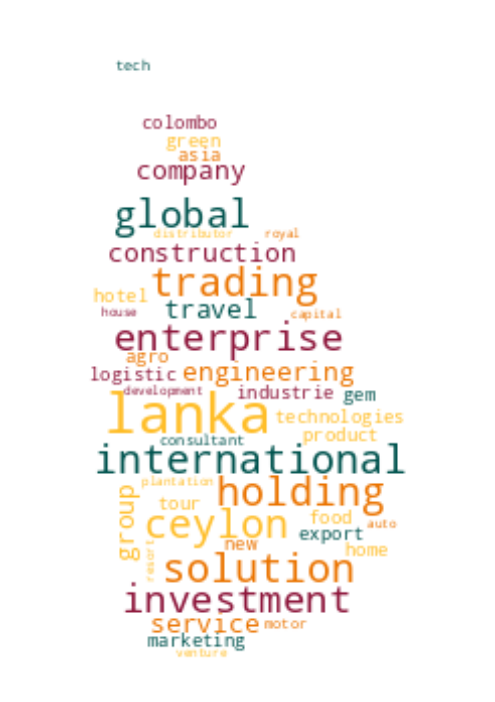 tech
colombo
green
asia
company
global
distributor royal
construction
trading
hotel
travel
house
capital
enterprise
agro
logistic engineering
development industrie gem
lanka
technologies
product
consultant
international
plantation
holding
group
tour
ceylon
food
auto
export
new
home
resort
solution
investment
service motor
marketing
venture